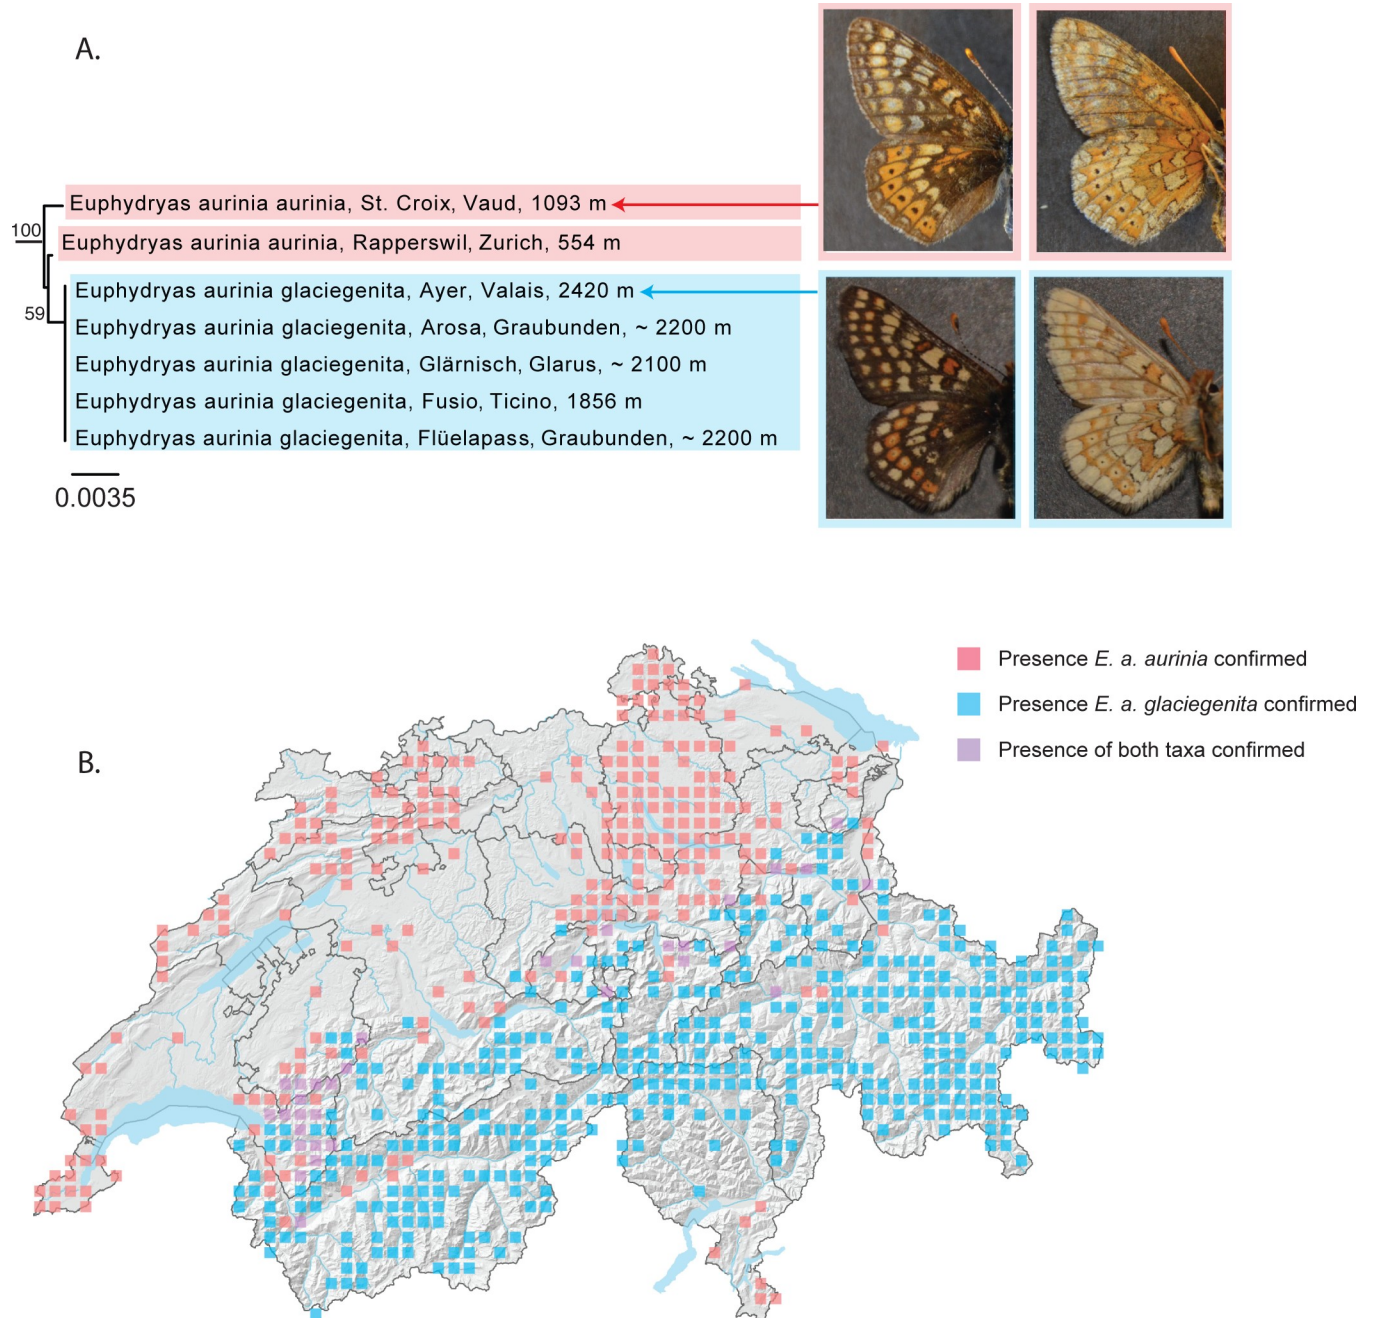 A.
100
Euphydryas aurinia aurinia, St. Croix, Vaud, 1093 m
Euphydryas aurinia aurinia, Rapperswil, Zurich, 554 m
59
Euphydryas aurinia glaciegenita, Ayer, Valais, 2420 m
Euphydryas aurinia glaciegenita, Arosa, Graubunden, ~ 2200 m
Euphydryas aurinia glaciegenita, Glärnisch, Glarus, ~ 2100 m
Euphydryas aurinia glaciegenita, Fusio, Ticino, 1856 m
Euphydryas aurinia glaciegenita, Flüelapass, Graubunden, ~ 2200 m
0.0035
B.
Presence E. a. aurinia confirmed
Presence E. a. glaciegenita confirmed
Presence of both taxa confirmed